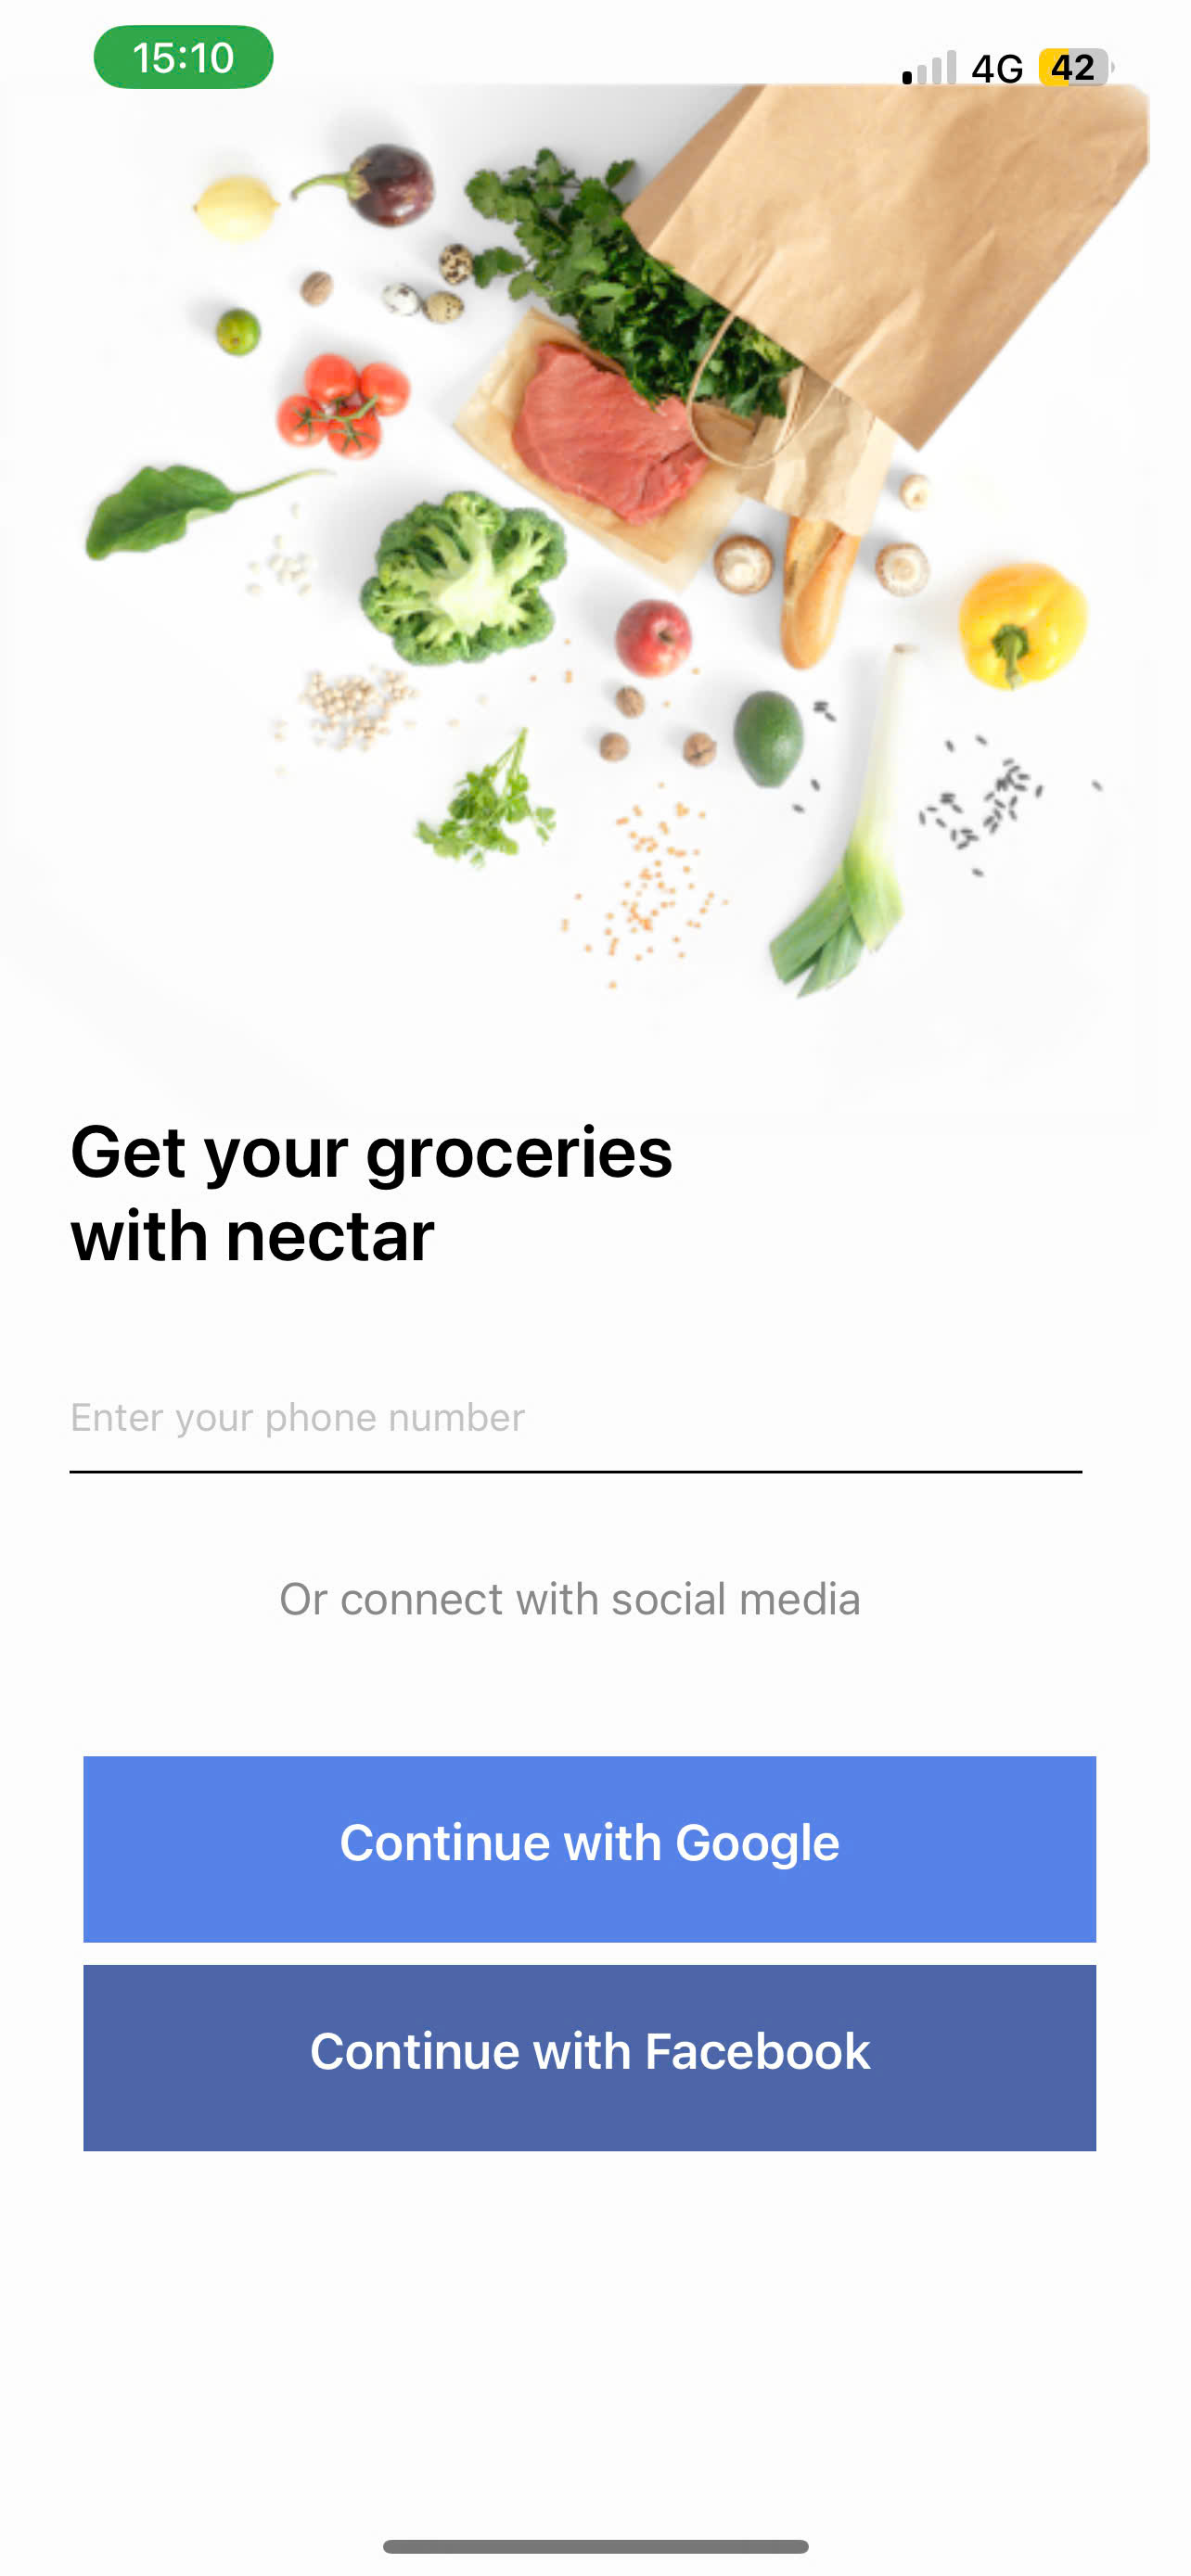 15:10
4G 42
Get your groceries
with nectar
Enter your phone number
Or connect with social media
Continue with Google
Continue with Facebook